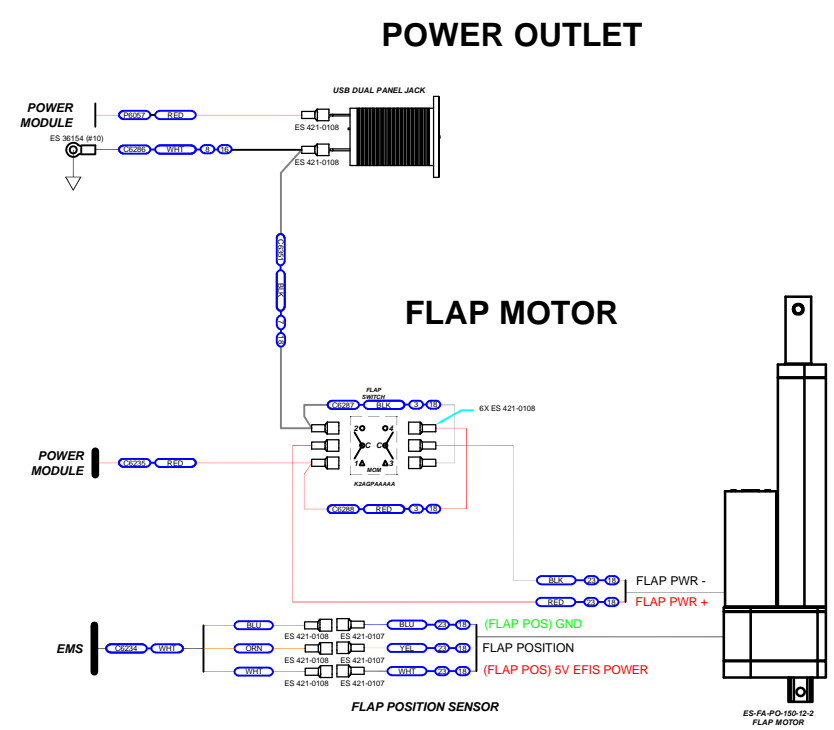 POWER OUTLET
USB DUAL PANEL JACK
POWER
MODULE
P6057 RED
ES 421-0108
ES 36154 (#10)
C6286 WHT 8 16
ES 421-0108
C6361 BLK 7 18
FLAP MOTOR
FLAP
SWITCH
C6287 BLK 3 18
6X ES 421-0108
2 4
C C
1 3
MOM
K2AGPAAAAA
POWER
MODULE
C6235 RED
C6288 RED 3 18
BLK 23 18 FLAP PWR -
RED 23 18 FLAP PWR +
BLU BLU 23 18 (FLAP POS) GND
ES 421-0108 ES 421-0107
EMS C6234 WHT ORN YEL 23 18 FLAP POSITION
ES 421-0108 ES 421-0107
WHT WHT 23 18 (FLAP POS) 5V EFIS POWER
ES 421-0108 ES 421-0107
FLAP POSITION SENSOR
ES-FA-PO-150-12-2
FLAP MOTOR